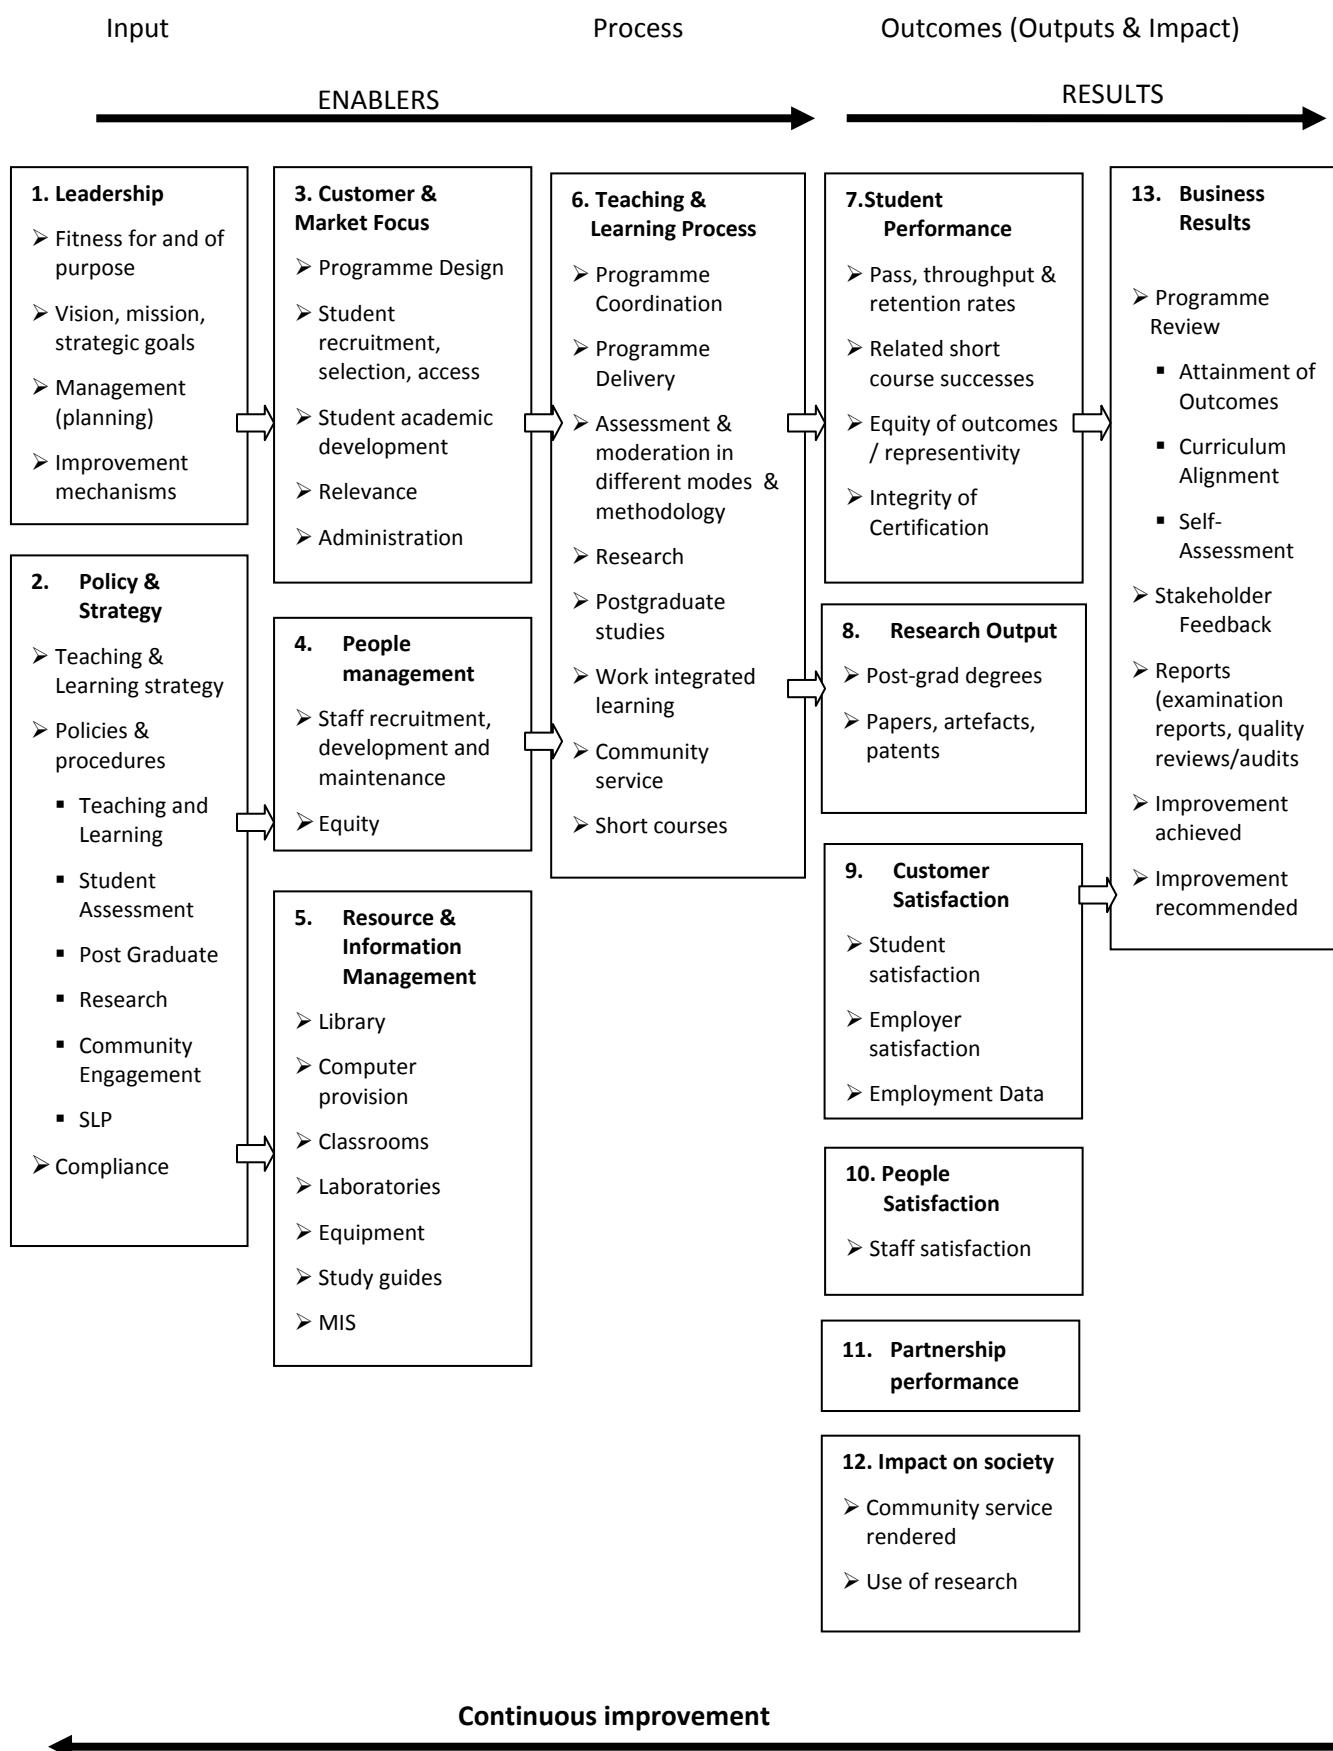 Input
Process
Outcomes (Outputs & Impact)
ENABLERS
RESULTS
1. Leadership
➢ Fitness for and of
purpose
➢ Vision, mission,
strategic goals
➢ Management
(planning)
➢ Improvement
mechanisms
2. Policy &
Strategy
➢ Teaching &
Learning strategy
➢ Policies &
procedures
▪ Teaching and
Learning
▪ Student
Assessment
▪ Post Graduate
▪ Research
▪ Community
Engagement
▪ SLP
➢ Compliance
3. Customer &
Market Focus
➢ Programme Design
➢ Student
recruitment,
selection, access
➢ Student academic
development
➢ Relevance
➢ Administration
4. People
management
➢ Staff recruitment,
development and
maintenance
➢ Equity
5. Resource &
Information
Management
➢ Library
➢ Computer
provision
➢ Classrooms
➢ Laboratories
➢ Equipment
➢ Study guides
➢ MIS
6. Teaching &
Learning Process
➢ Programme
Coordination
➢ Programme
Delivery
➢ Assessment &
moderation in
different modes &
methodology
➢ Research
➢ Postgraduate
studies
➢ Work integrated
learning
➢ Community
service
➢ Short courses
7.Student
Performance
➢ Pass, throughput &
retention rates
➢ Related short
course successes
➢ Equity of outcomes
/ representivity
➢ Integrity of
Certification
8. Research Output
➢ Post-grad degrees
➢ Papers, artefacts,
patents
9. Customer
Satisfaction
➢ Student
satisfaction
➢ Employer
satisfaction
➢ Employment Data
10. People
Satisfaction
➢ Staff satisfaction
11. Partnership
performance
12. Impact on society
➢ Community service
rendered
➢ Use of research
13. Business
Results
➢ Programme
Review
▪ Attainment of
Outcomes
▪ Curriculum
Alignment
▪ Self-
Assessment
➢ Stakeholder
Feedback
➢ Reports
(examination
reports, quality
reviews/audits
➢ Improvement
achieved
➢ Improvement
recommended
Continuous improvement